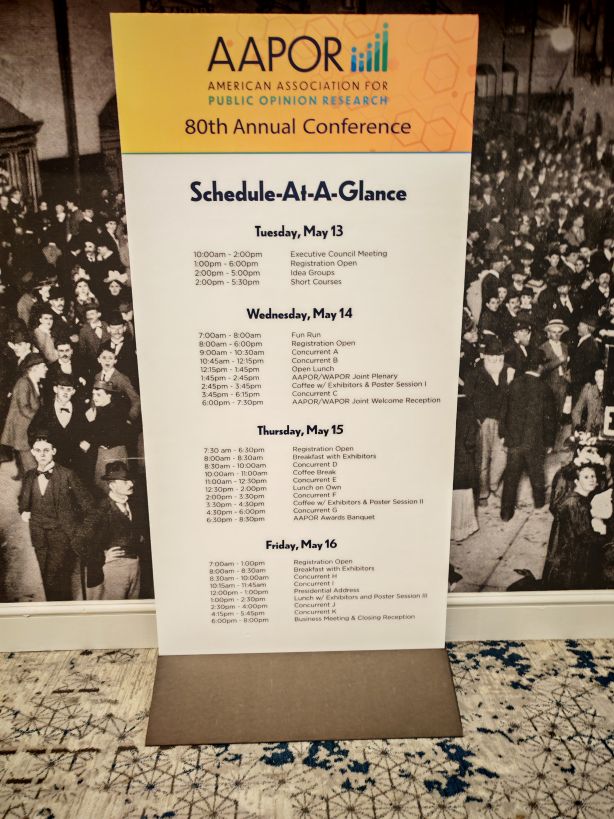 AAPOR
AMERICAN ASSOCIATION FOR
PUBLIC OPINION RESEARCH
80th Annual Conference
Schedule-At-A-Glance
Tuesday, May 13
10:00am - 2:00pm Executive Council Meeting
1:00pm - 6:00pm Registration Open
2:00pm - 5:00pm Idea Groups
2:00pm - 5:30pm Short Courses
Wednesday, May 14
7:00am - 8:00am Fun Run
8:00am - 6:00pm Registration Open
9:00am - 10:30am Concurrent A
10:45am - 12:15pm Concurrent B
12:15pm - 1:45pm Open Lunch
1:45pm - 2:45pm AAPOR/WAPOR Joint Plenary
2:45pm - 3:45pm Coffee w/ Exhibitors & Poster Session I
3:45pm - 6:15pm Concurrent C
6:00pm - 7:30pm AAPOR/WAPOR Joint Welcome Reception
Thursday, May 15
7:30 am - 6:30pm Registration Open
8:00am - 8:30am Breakfast with Exhibitors
8:30am - 10:00am Concurrent D
10:00am - 11:00am Coffee Break
11:00am - 12:30pm Concurrent E
12:30pm - 2:00pm Lunch on Own
2:00pm - 3:30pm Concurrent F
3:30pm - 4:30pm Coffee w/ Exhibitors & Poster Session II
4:30pm - 6:00pm Concurrent G
6:30pm - 8:30pm AAPOR Awards Banquet
Friday, May 16
7:00am - 1:00pm Registration Open
8:00am - 8:30am Breakfast with Exhibitors
8:30am - 10:00am Concurrent H
10:15am - 11:45am Concurrent I
12:00pm - 1:00pm Presidential Address
1:00pm - 2:30pm Lunch w/ Exhibitors and Poster Session III
2:30pm - 4:00pm Concurrent J
4:15pm - 5:45pm Concurrent K
6:00pm - 8:00pm Business Meeting & Closing Reception